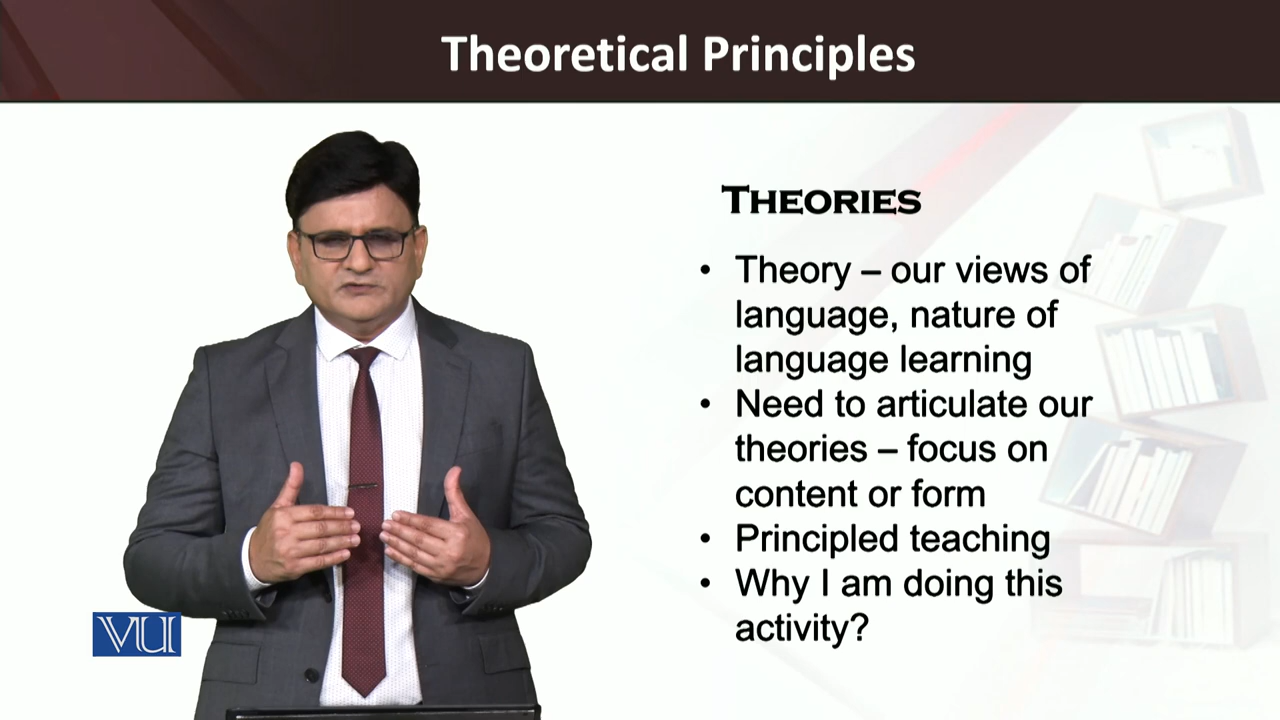 Theoretical Principles
THEORIES
• Theory – our views of
language, nature of
language learning
• Need to articulate our
theories – focus on
content or form
• Principled teaching
• Why I am doing this
activity?
VU